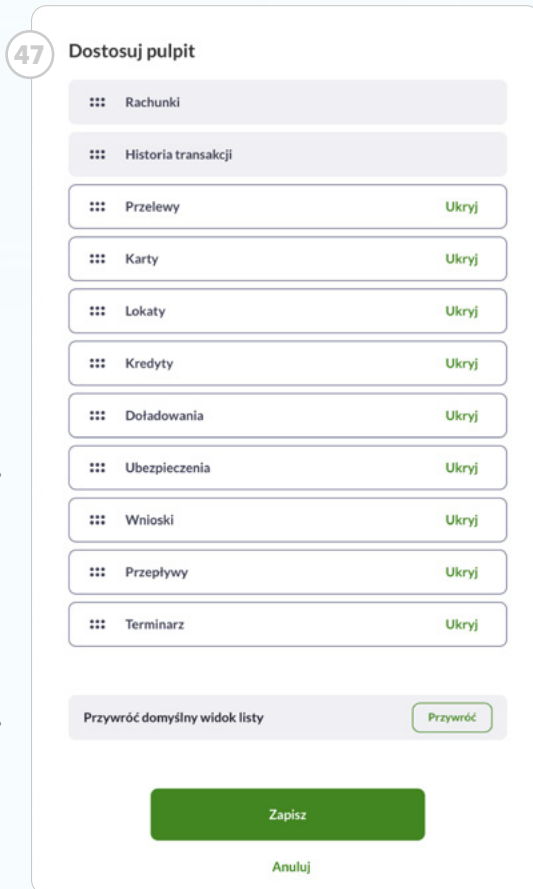 47
Dostosuj pulpit
Rachunki
Historia transakcji
Przelewy Ukryj
Karty Ukryj
Lokaty Ukryj
Kredyty Ukryj
Doładowania Ukryj
Ubezpieczenia Ukryj
Wnioski Ukryj
Przepływy Ukryj
Terminarz Ukryj
Przywróć domyślny widok listy Przywróć
Zapisz
Anuluj